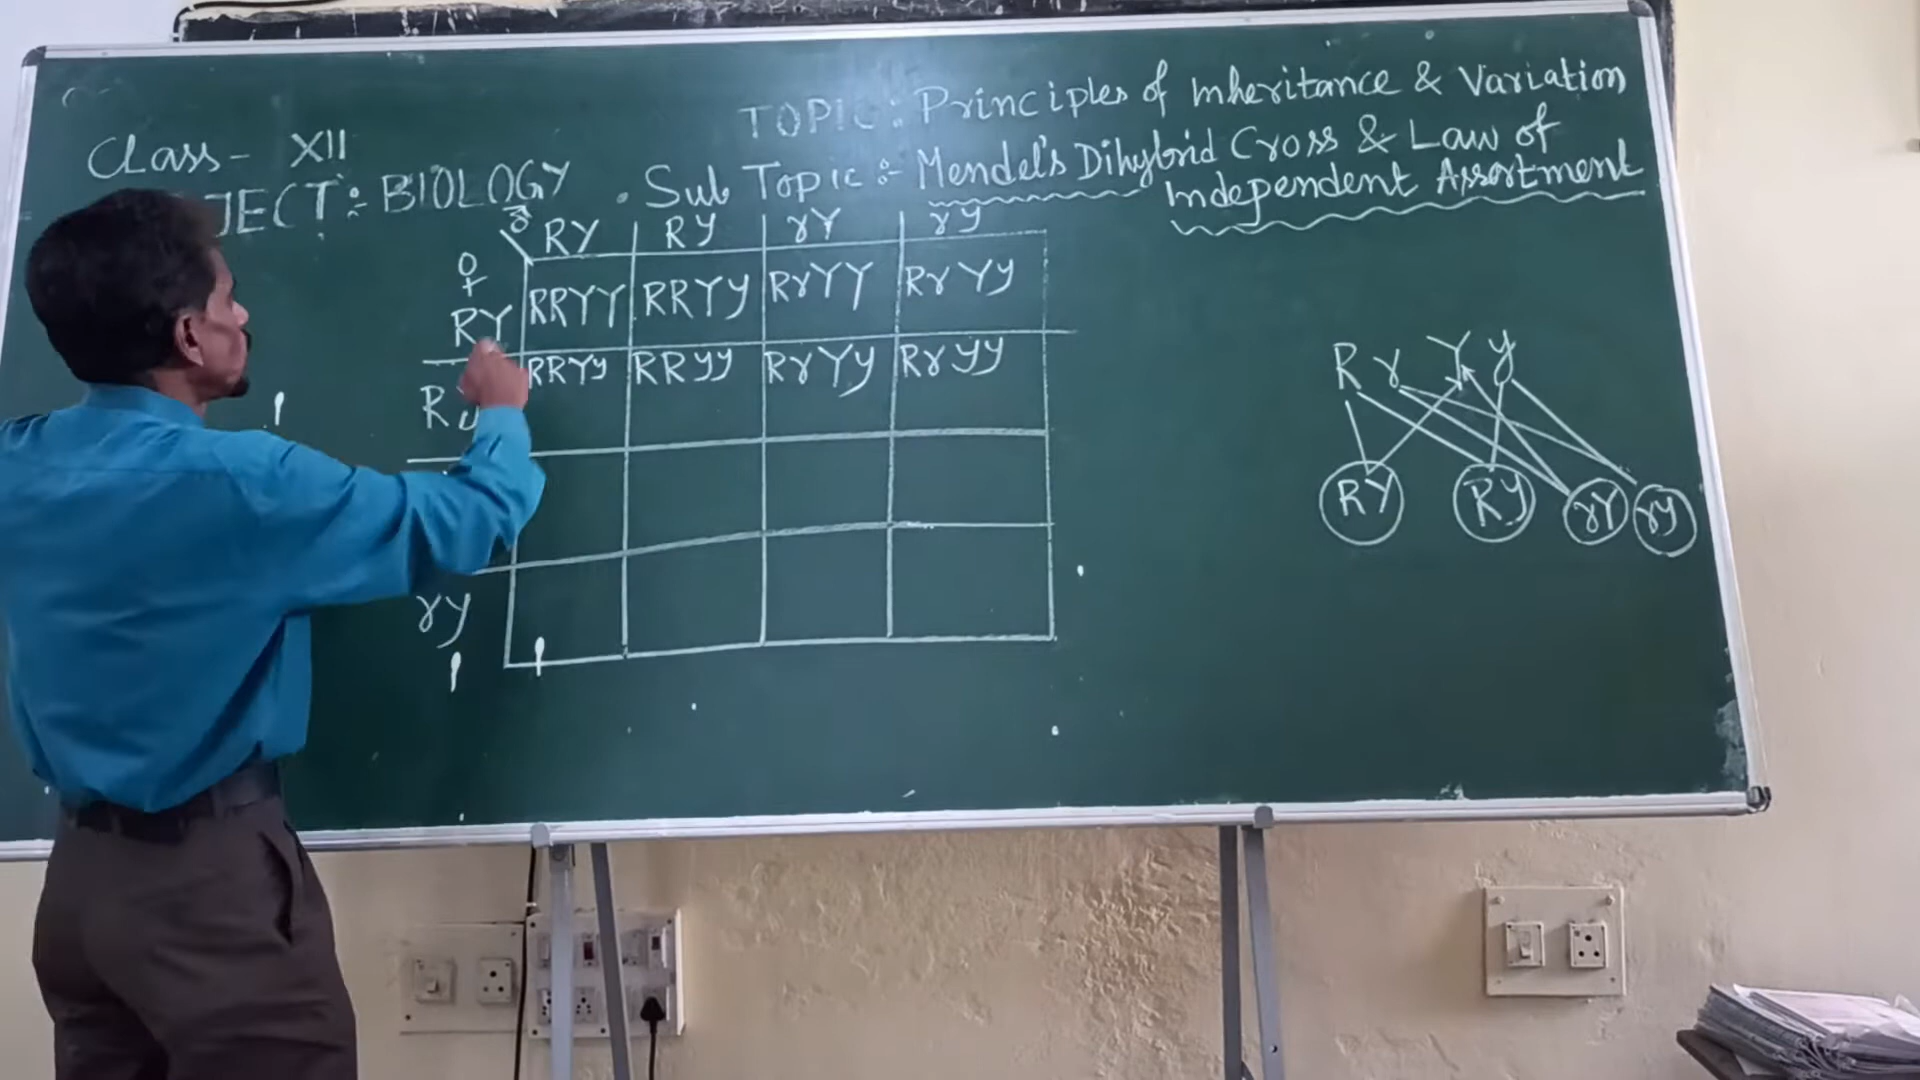 Class - XII
TOPIC: Principles of Inheritance & Variation
JECT: BIOLOGY . Sub Topic :- Mendel's Dihybrid Cross & Law of
Independent Assortment
♂ RY Ry rY ry
♀
RY RRYY RRYy RrYY RrYy
Ry RRYy RRyy RrYy Rryy
ry
R r Y y
RY Ry rY ry